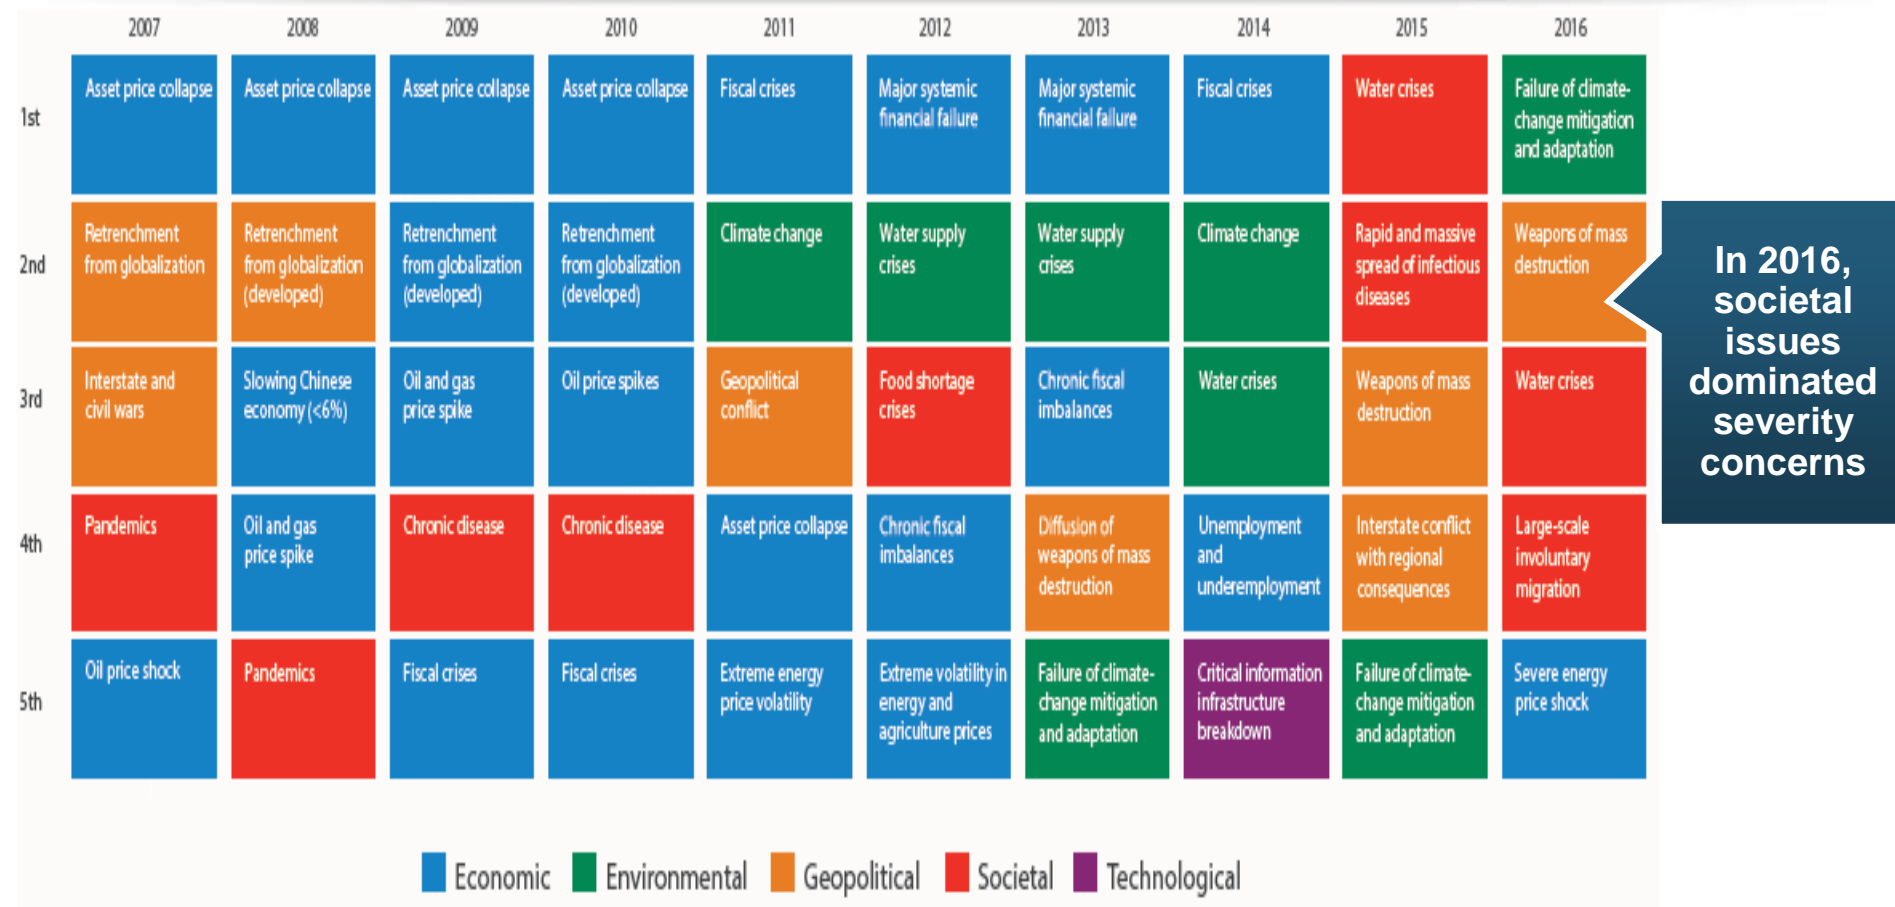 2007 2008 2009 2010 2011 2012 2013 2014 2015 2016
1st
Asset price collapse
Asset price collapse
Asset price collapse
Asset price collapse
Fiscal crises
Major systemic
financial failure
Major systemic
financial failure
Fiscal crises
Water crises
Failure of climate-
change mitigation
and adaptation
2nd
Retrenchment
from globalization
Retrenchment
from globalization
(developed)
Retrenchment
from globalization
(developed)
Retrenchment
from globalization
(developed)
Climate change
Water supply
crises
Water supply
crises
Climate change
Rapid and massive
spread of infectious
diseases
Weapons of mass
destruction
3rd
Interstate and
civil wars
Slowing Chinese
economy (<6%)
Oil and gas
price spike
Oil price spikes
Geopolitical
conflict
Food shortage
crises
Chronic fiscal
imbalances
Water crises
Weapons of mass
destruction
Water crises
4th
Pandemics
Oil and gas
price spike
Chronic disease
Chronic disease
Asset price collapse
Chronic fiscal
imbalances
Diffusion of
weapons of mass
destruction
Unemployment
and
underemployment
Interstate conflict
with regional
consequences
Large-scale
involuntary
migration
5th
Oil price shock
Pandemics
Fiscal crises
Fiscal crises
Extreme energy
price volatility
Extreme volatility in
energy and
agriculture prices
Failure of climate-
change mitigation
and adaptation
Critical information
infrastructure
breakdown
Failure of climate-
change mitigation
and adaptation
Severe energy
price shock
In 2016,
societal
issues
dominated
severity
concerns
Economic Environmental Geopolitical Societal Technological